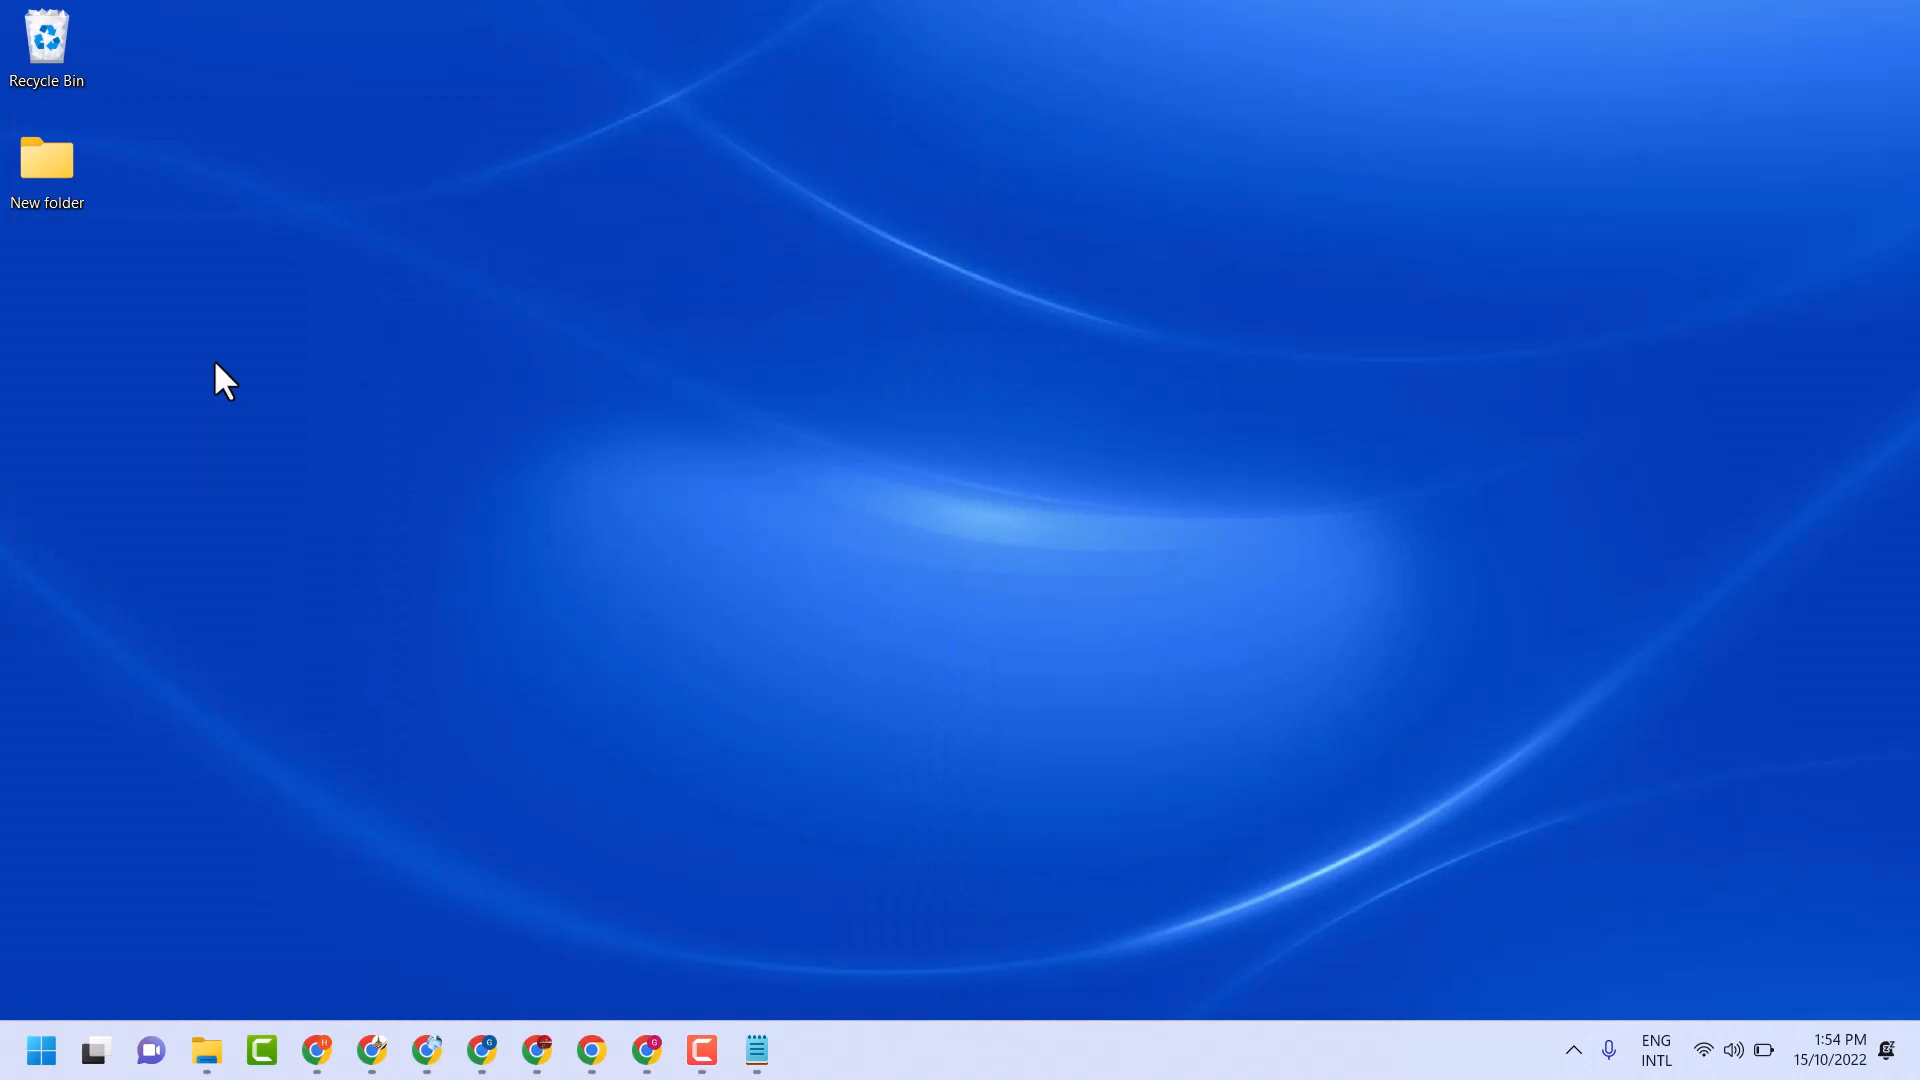 Recycle Bin
New folder
ENG
INTL
1:54 PM
15/10/2022